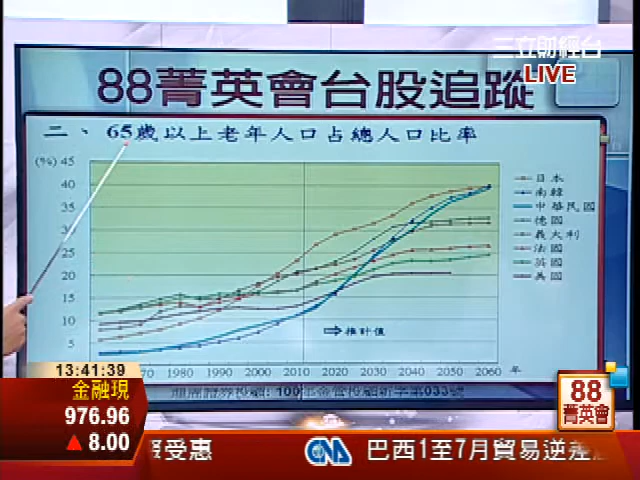 三立財經台
LIVE
88菁英會台股追蹤
二、65歲以上老年人口占總人口比率
(%) 45
40
35
30
25
20
15
10
5
日本
南韓
中華民國
德國
義大利
法國
英國
美國
推計值
70 1980 1990 2000 2010 2020 2030 2040 2050 2060 年
13:41:39
金融現
976.96
▲ 8.00
88
菁英會
受惠
CNA
巴西1至7月貿易逆差